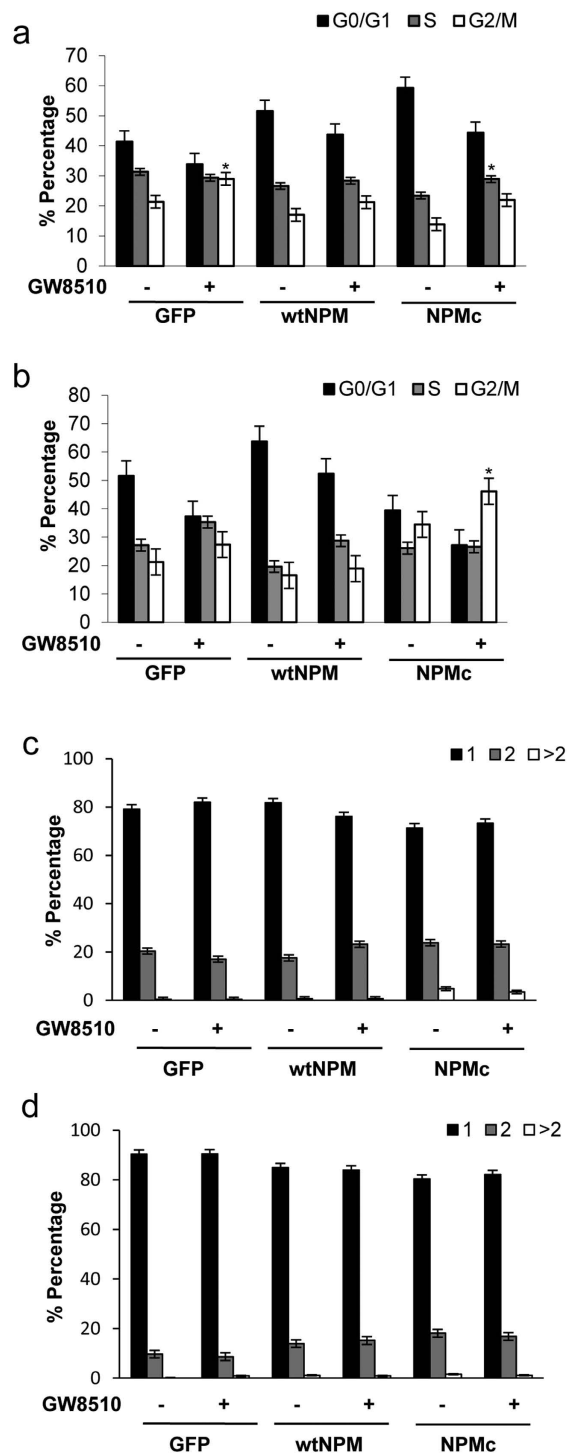 a
G0/G1 S G2/M
% Percentage
70
60
50
40
30
20
10
0
* *
GW8510 - + - + - +
GFP wtNPM NPMc
b
G0/G1 S G2/M
% Percentage
80
70
60
50
40
30
20
10
0
*
GW8510 - + - + - +
GFP wtNPM NPMc
c
1 2 >2
% Percentage
100
80
60
40
20
0
GW8510 - + - + - +
GFP wtNPM NPMc
d
1 2 >2
% Percentage
100
80
60
40
20
0
GW8510 - + - + - +
GFP wtNPM NPMc